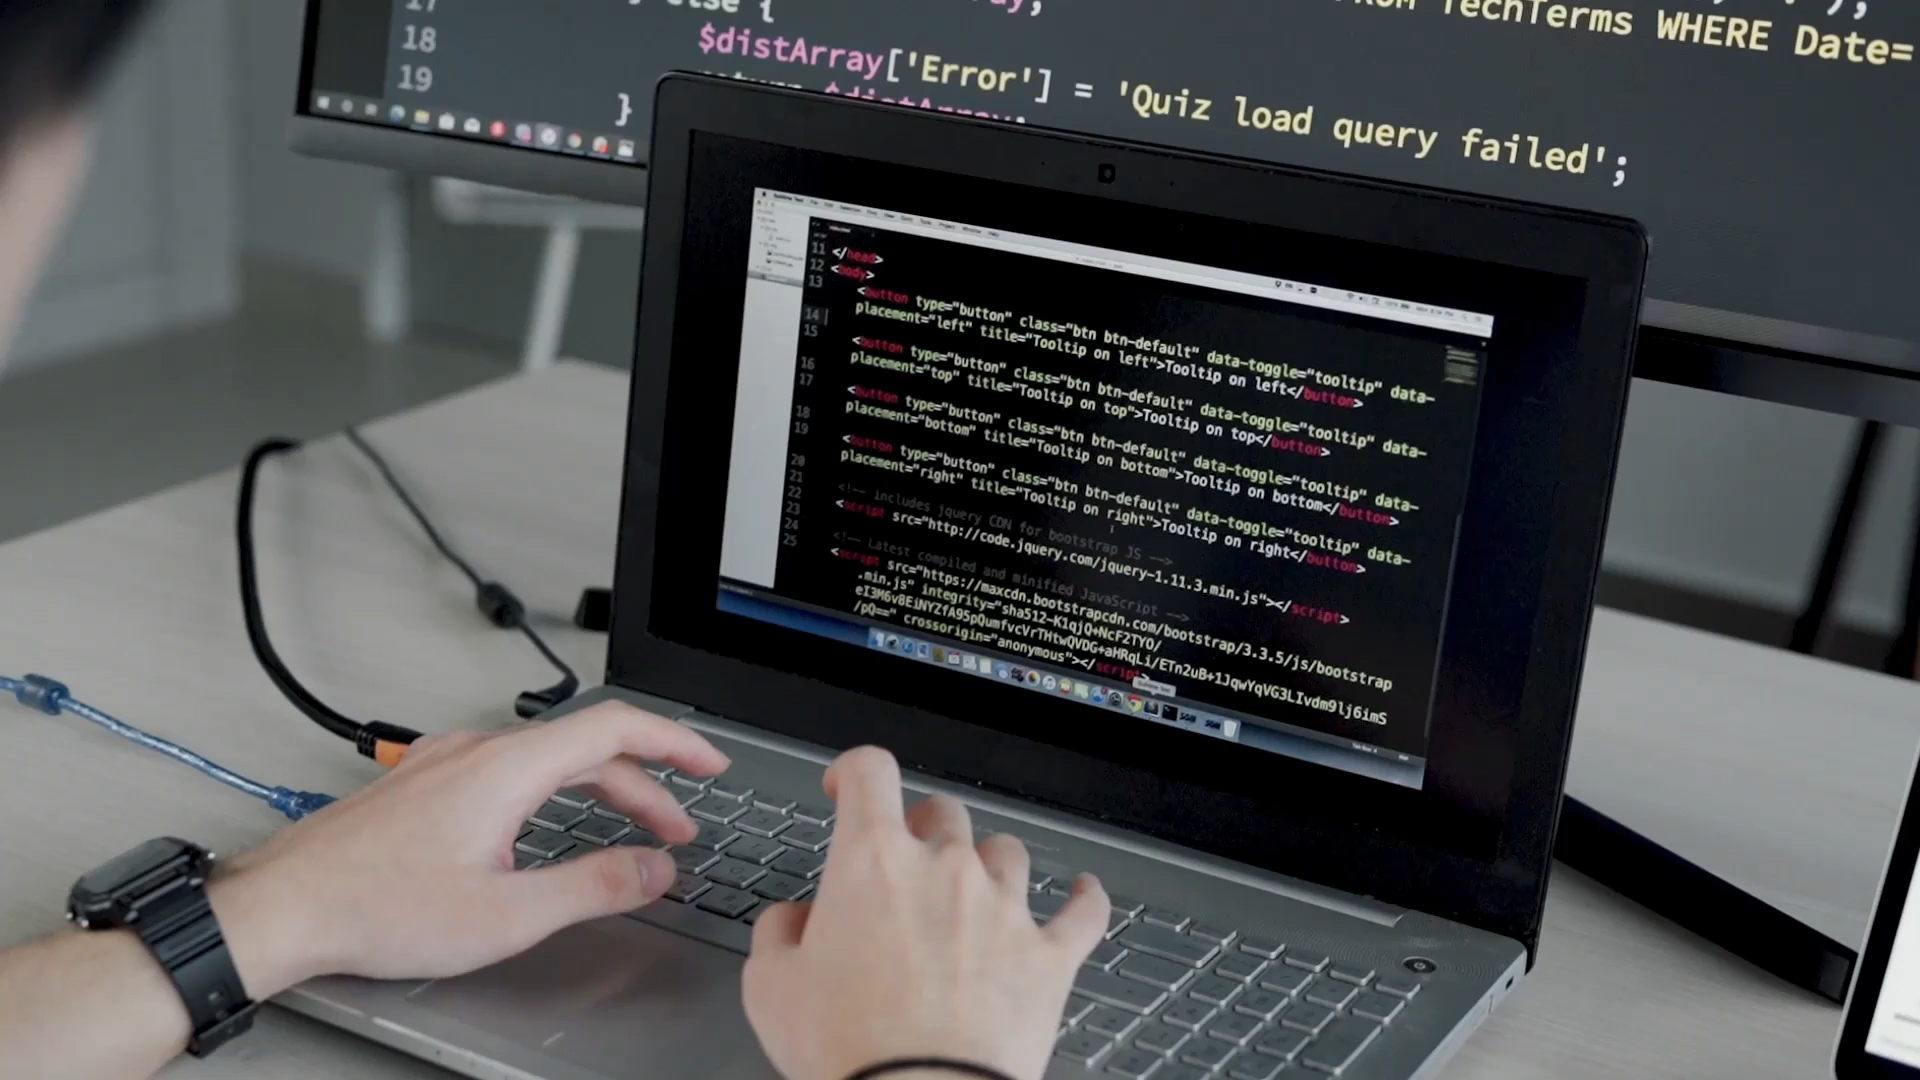 17 else {
18 $distArray['Error'] = 'Quiz load query failed';
19
}
FROM TechTerms WHERE Date=
11 </head>
12 <body>
13
<button type="button" class="btn btn-default" data-toggle="tooltip" data-
14 placement="left" title="Tooltip on left">Tooltip on left</button>
15
<button type="button" class="btn btn-default" data-toggle="tooltip" data-
16 placement="top" title="Tooltip on top">Tooltip on top</button>
17
<button type="button" class="btn btn-default" data-toggle="tooltip" data-
18 placement="bottom" title="Tooltip on bottom">Tooltip on bottom</button>
19
<button type="button" class="btn btn-default" data-toggle="tooltip" data-
20 placement="right" title="Tooltip on right">Tooltip on right</button>
21
22 <!-- includes jquery CDN for bootstrap JS -->
23 <script src="http://code.jquery.com/jquery-1.11.3.min.js"></script>
24
25 <!-- Latest compiled and minified JavaScript -->
<script src="https://maxcdn.bootstrapcdn.com/bootstrap/3.3.5/js/bootstrap
.min.js" integrity="sha512-K1qjQ+NcF2TYO/
eI3M6v8EiNYZfA95pQumfvcVrTHtwQVDG+aHRqLi/ETn2uB+1JqwYqVG3LIvdm9lj6imS
/pQ==" crossorigin="anonymous"></script>